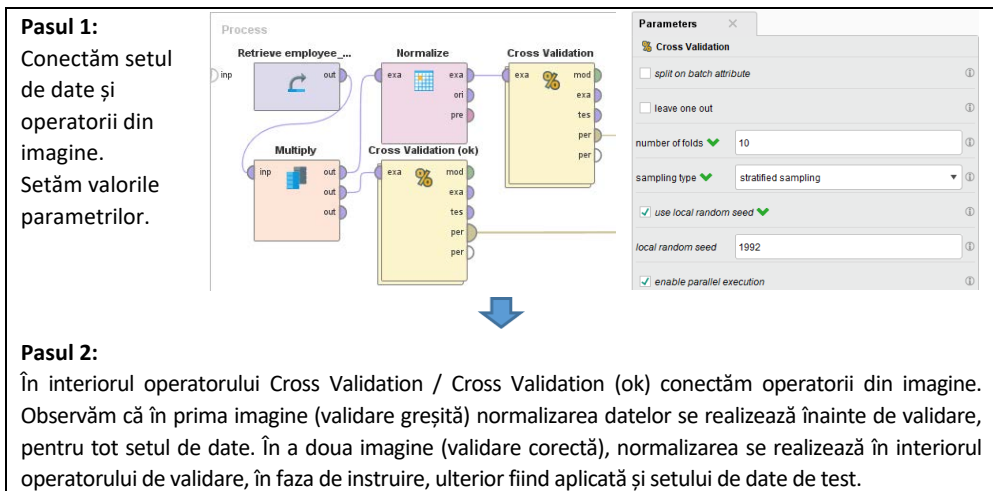 Pasul 1:
Conectăm setul
de date și
operatorii din
imagine.
Setăm valorile
parametrilor.
Process
Retrieve employee_...
inp
out
Normalize
exa
exa
ori
pre
Cross Validation
exa
mod
exa
tes
per
per
Multiply
inp
out
out
out
Cross Validation (ok)
exa
mod
exa
tes
per
per
Parameters
Cross Validation
split on batch attribute
leave one out
number of folds 10
sampling type stratified sampling
use local random seed
local random seed 1992
enable parallel execution
Pasul 2:
În interiorul operatorului Cross Validation / Cross Validation (ok) conectăm operatorii din imagine.
Observăm că în prima imagine (validare greșită) normalizarea datelor se realizează înainte de validare,
pentru tot setul de date. În a doua imagine (validare corectă), normalizarea se realizează în interiorul
operatorului de validare, în faza de instruire, ulterior fiind aplicată și setului de date de test.